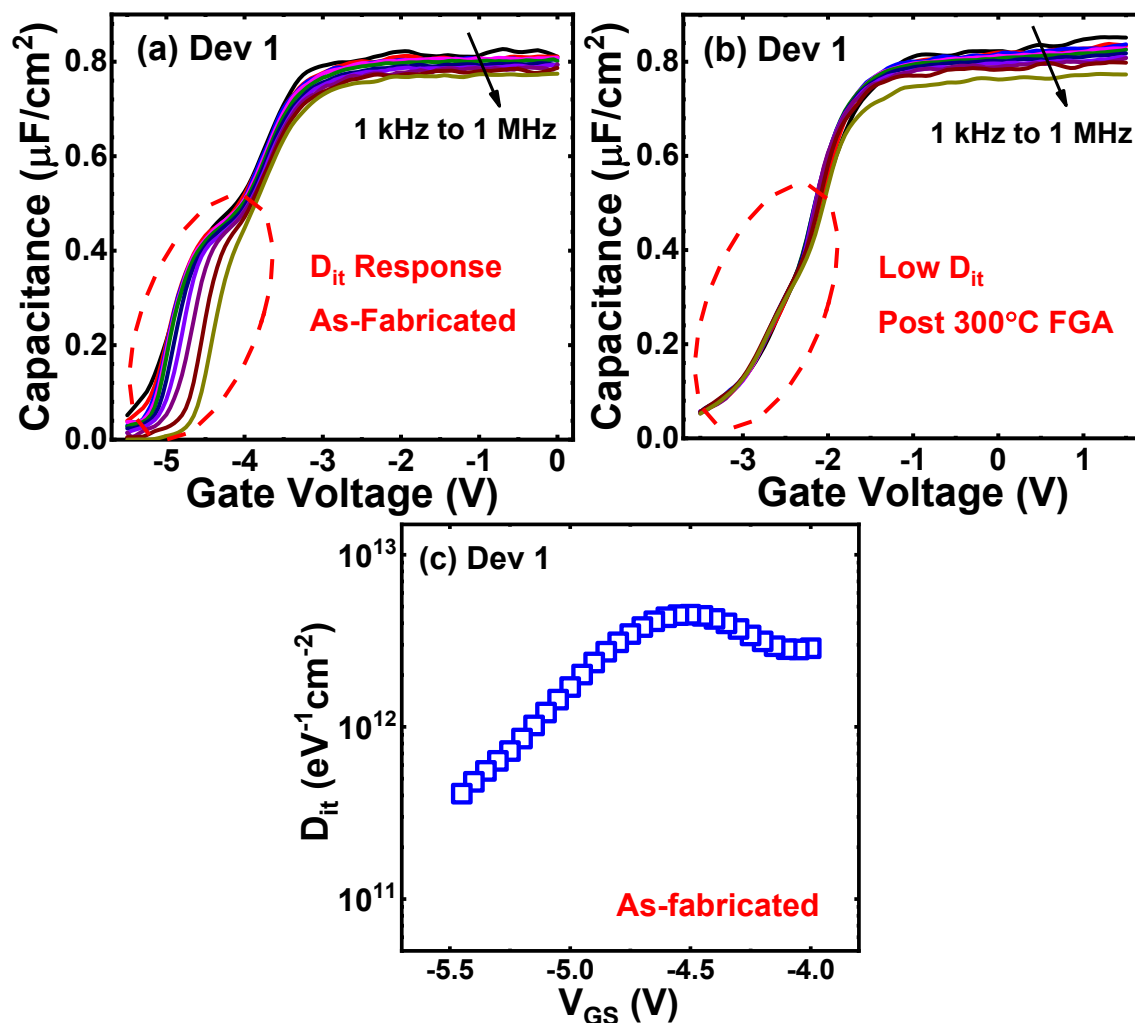 (a) Dev 1
1 kHz to 1 MHz
D_it Response
As-Fabricated
Capacitance (μF/cm²)
0.8
0.6
0.4
0.2
0.0
-5 -4 -3 -2 -1 0
Gate Voltage (V)
(b) Dev 1
1 kHz to 1 MHz
Low D_it
Post 300°C FGA
Capacitance (μF/cm²)
0.8
0.6
0.4
0.2
0.0
-3 -2 -1 0 1
Gate Voltage (V)
(c) Dev 1
D_it (eV⁻¹cm⁻²)
10¹³
10¹²
10¹¹
As-fabricated
-5.5 -5.0 -4.5 -4.0
V_GS (V)